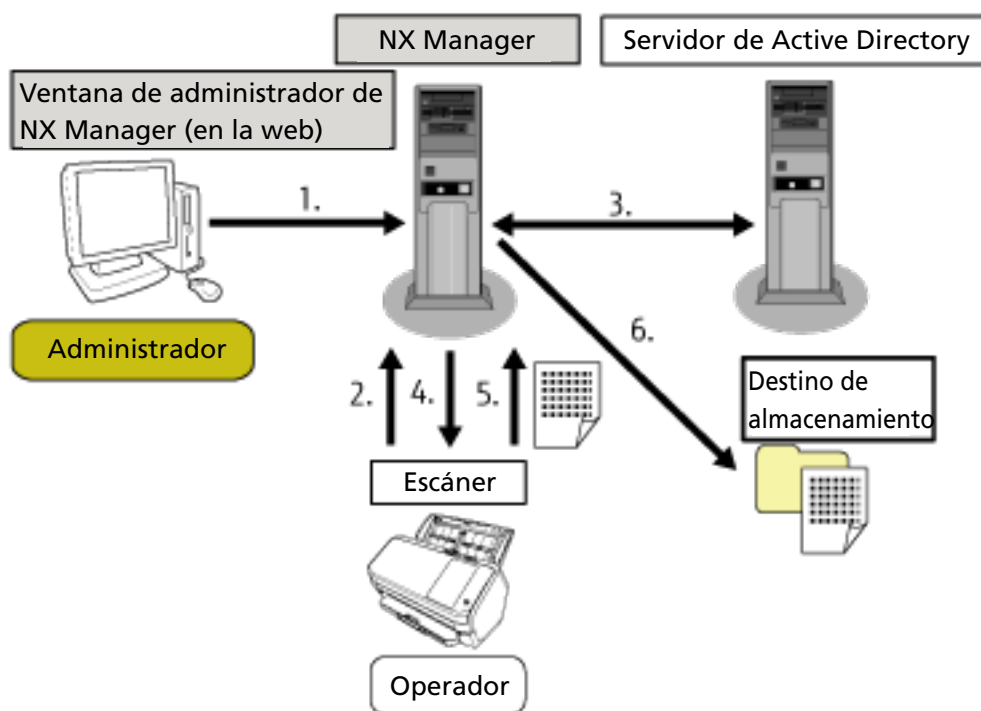 NX Manager
Servidor de Active Directory
Ventana de administrador de
NX Manager (en la web)
1.
3.
Administrador
6.
2.
4.
5.
Destino de
almacenamiento
Escáner
Operador